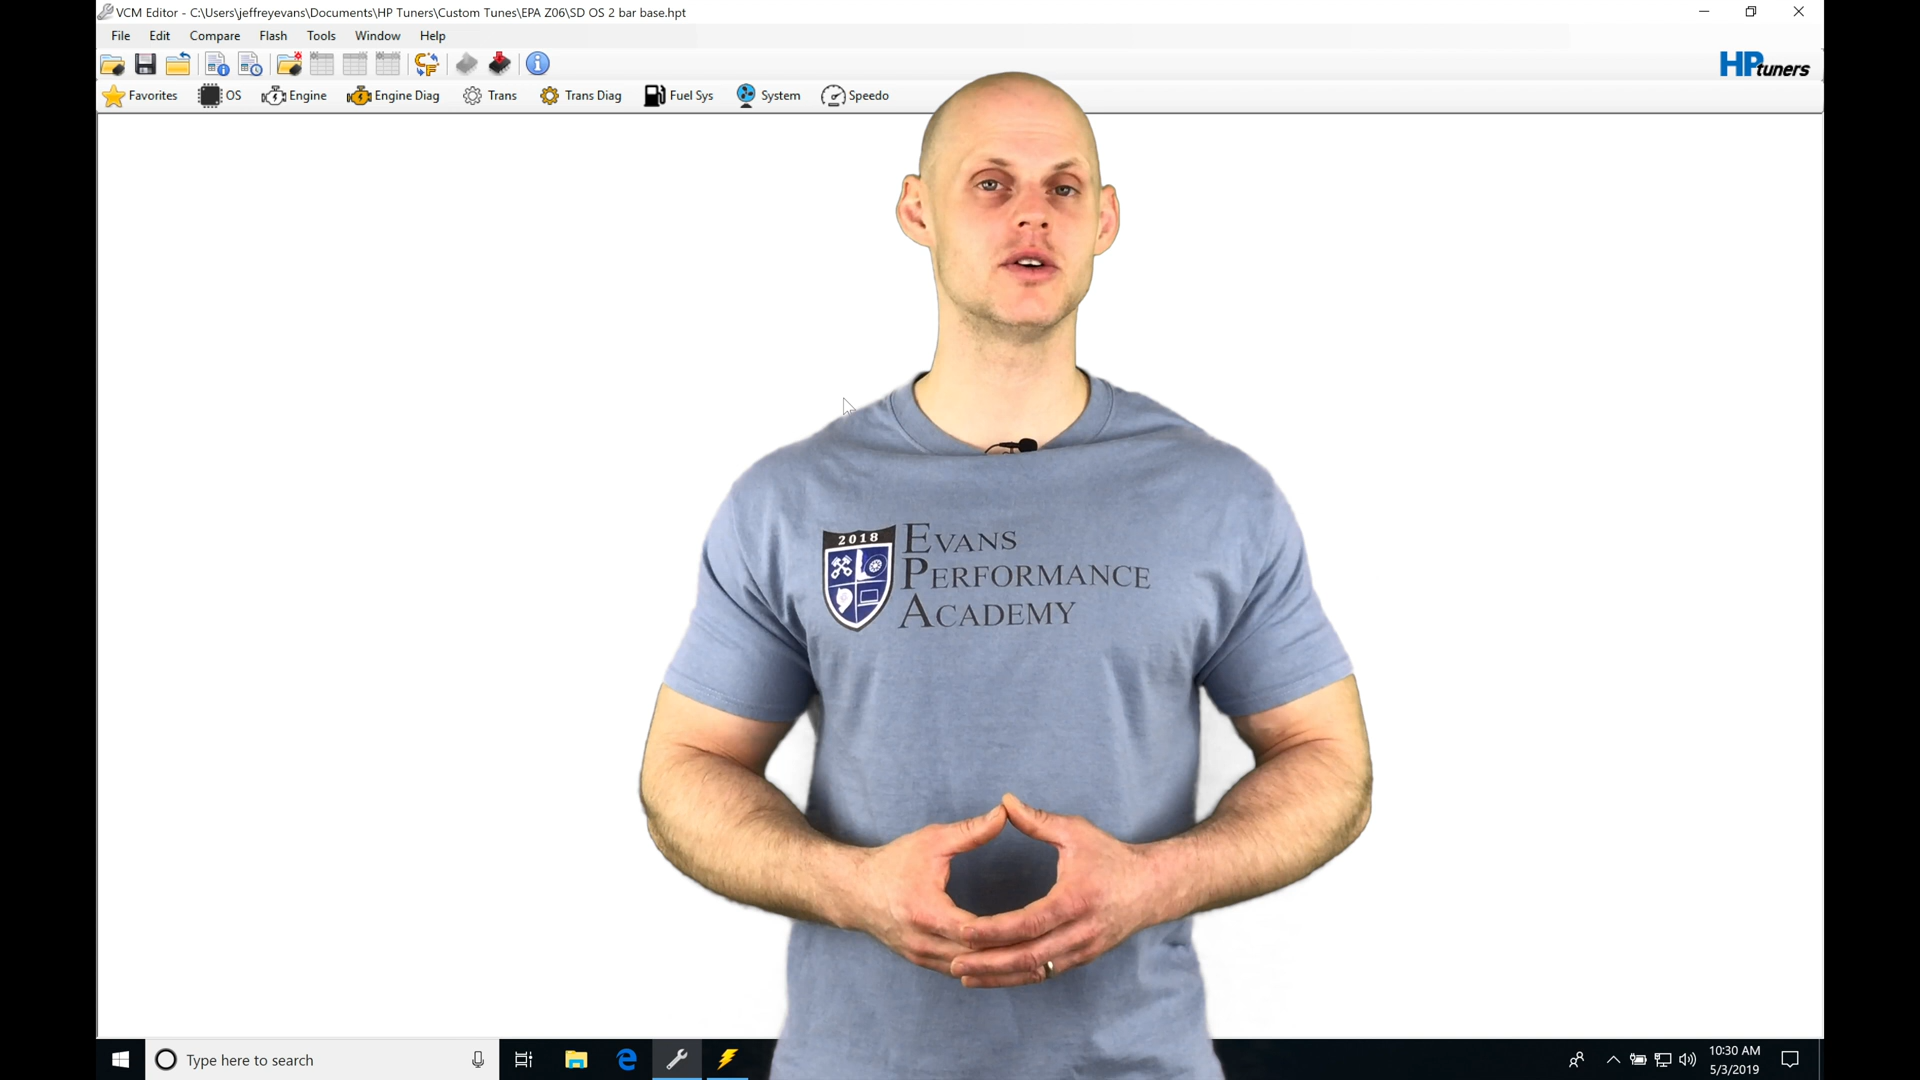 VCM Editor - C:\Users\jeffreyevans\Documents\HP Tuners\Custom Tunes\EPA Z06\SD OS 2 bar base.hpt
File Edit Compare Flash Tools Window Help
HPtuners
Favorites OS Engine Engine Diag Trans Trans Diag Fuel Sys System Speedo
2018
EVANS
PERFORMANCE
ACADEMY
Type here to search
10:30 AM
5/3/2019